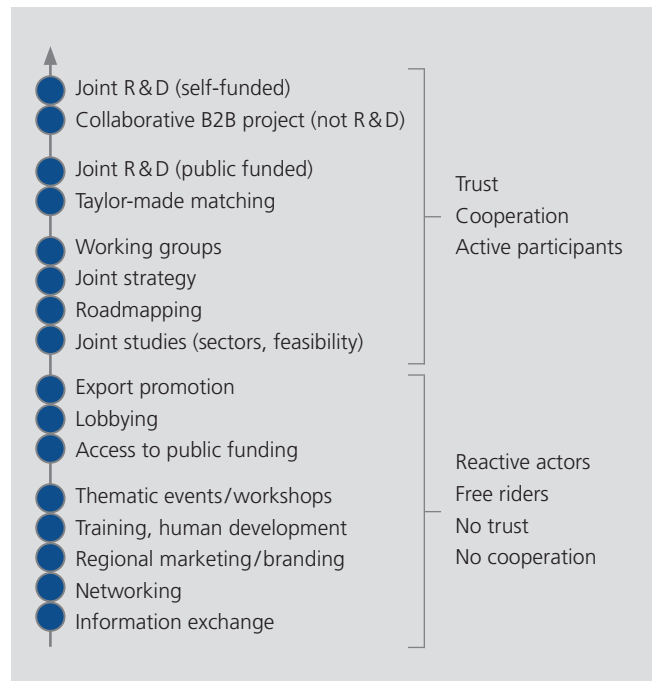 Joint R & D (self-funded)
Collaborative B2B project (not R & D)
Joint R & D (public funded)
Taylor-made matching
Working groups
Joint strategy
Roadmapping
Joint studies (sectors, feasibility)
Trust
Cooperation
Active participants
Export promotion
Lobbying
Access to public funding
Thematic events/workshops
Training, human development
Regional marketing/branding
Networking
Information exchange
Reactive actors
Free riders
No trust
No cooperation